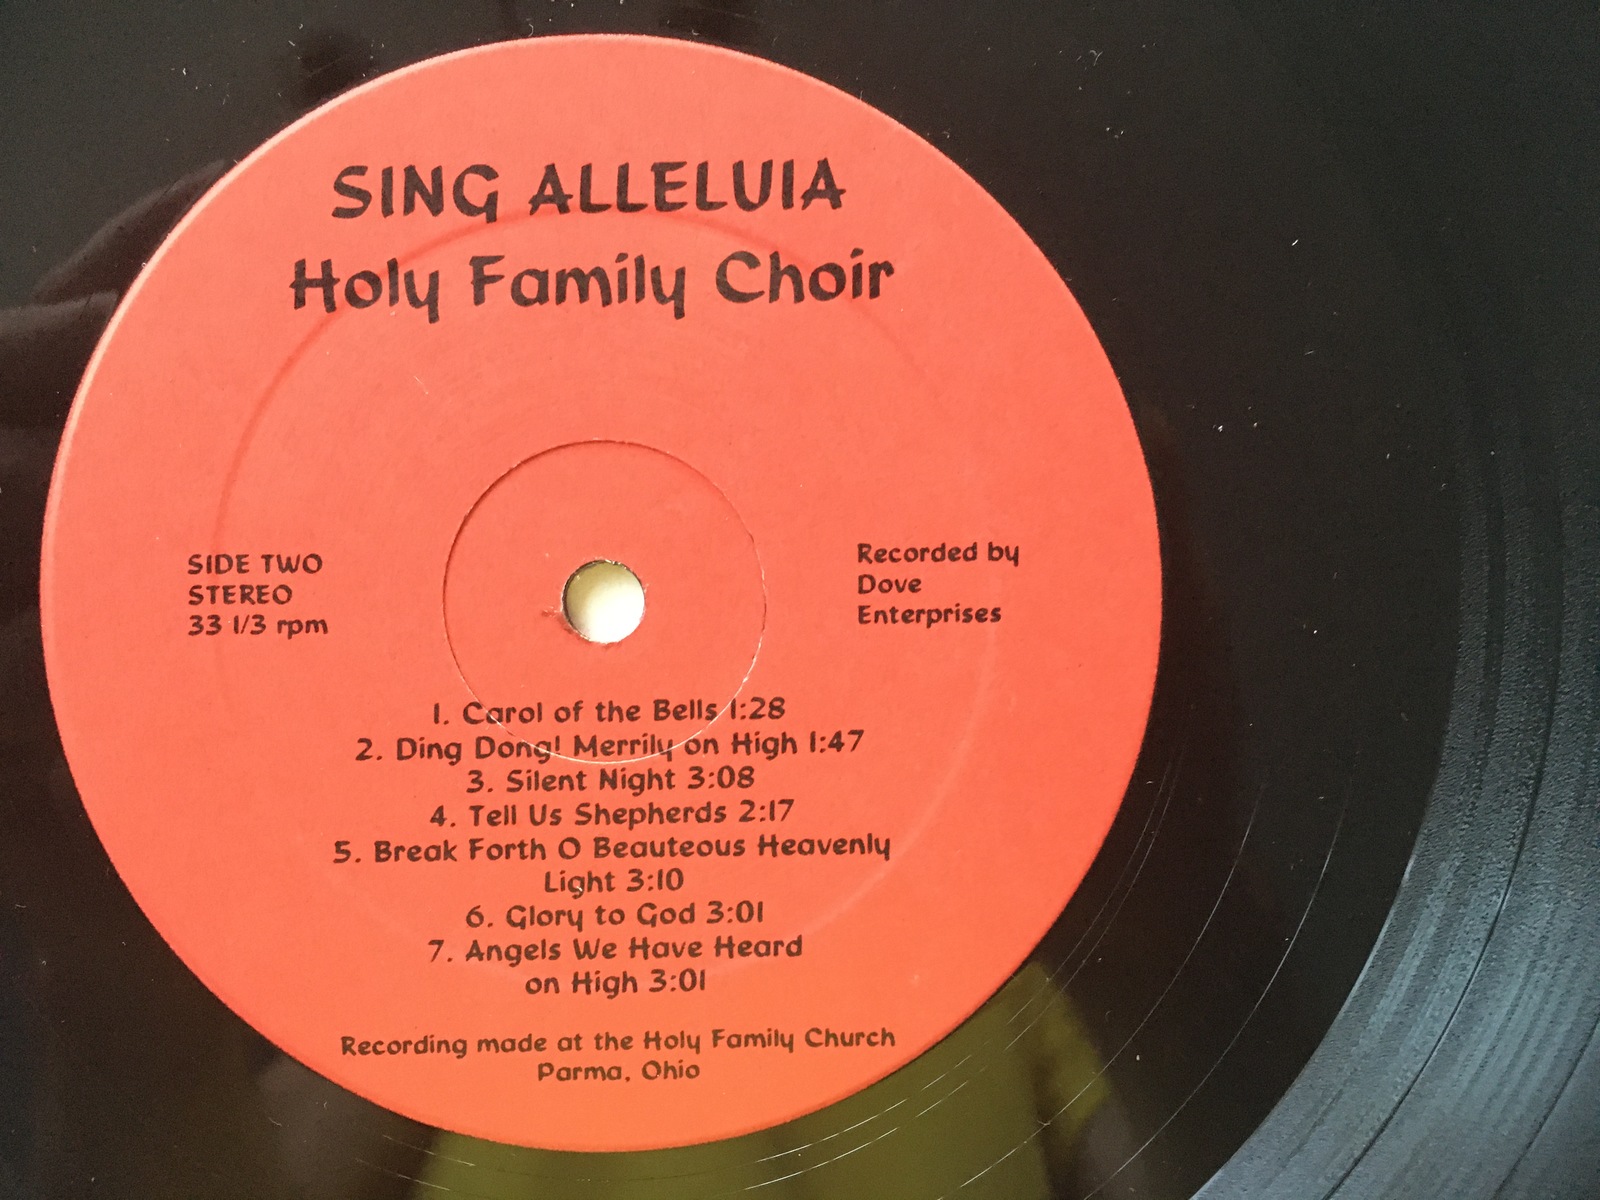 SING ALLELUIA
Holy Family Choir
SIDE TWO
STEREO
33 1/3 rpm
Recorded by
Dove
Enterprises
1. Carol of the Bells 1:28
2. Ding Dong! Merrily on High 1:47
3. Silent Night 3:08
4. Tell Us Shepherds 2:17
5. Break Forth O Beauteous Heavenly
Light 3:10
6. Glory to God 3:01
7. Angels We Have Heard
on High 3:01
Recording made at the Holy Family Church
Parma, Ohio